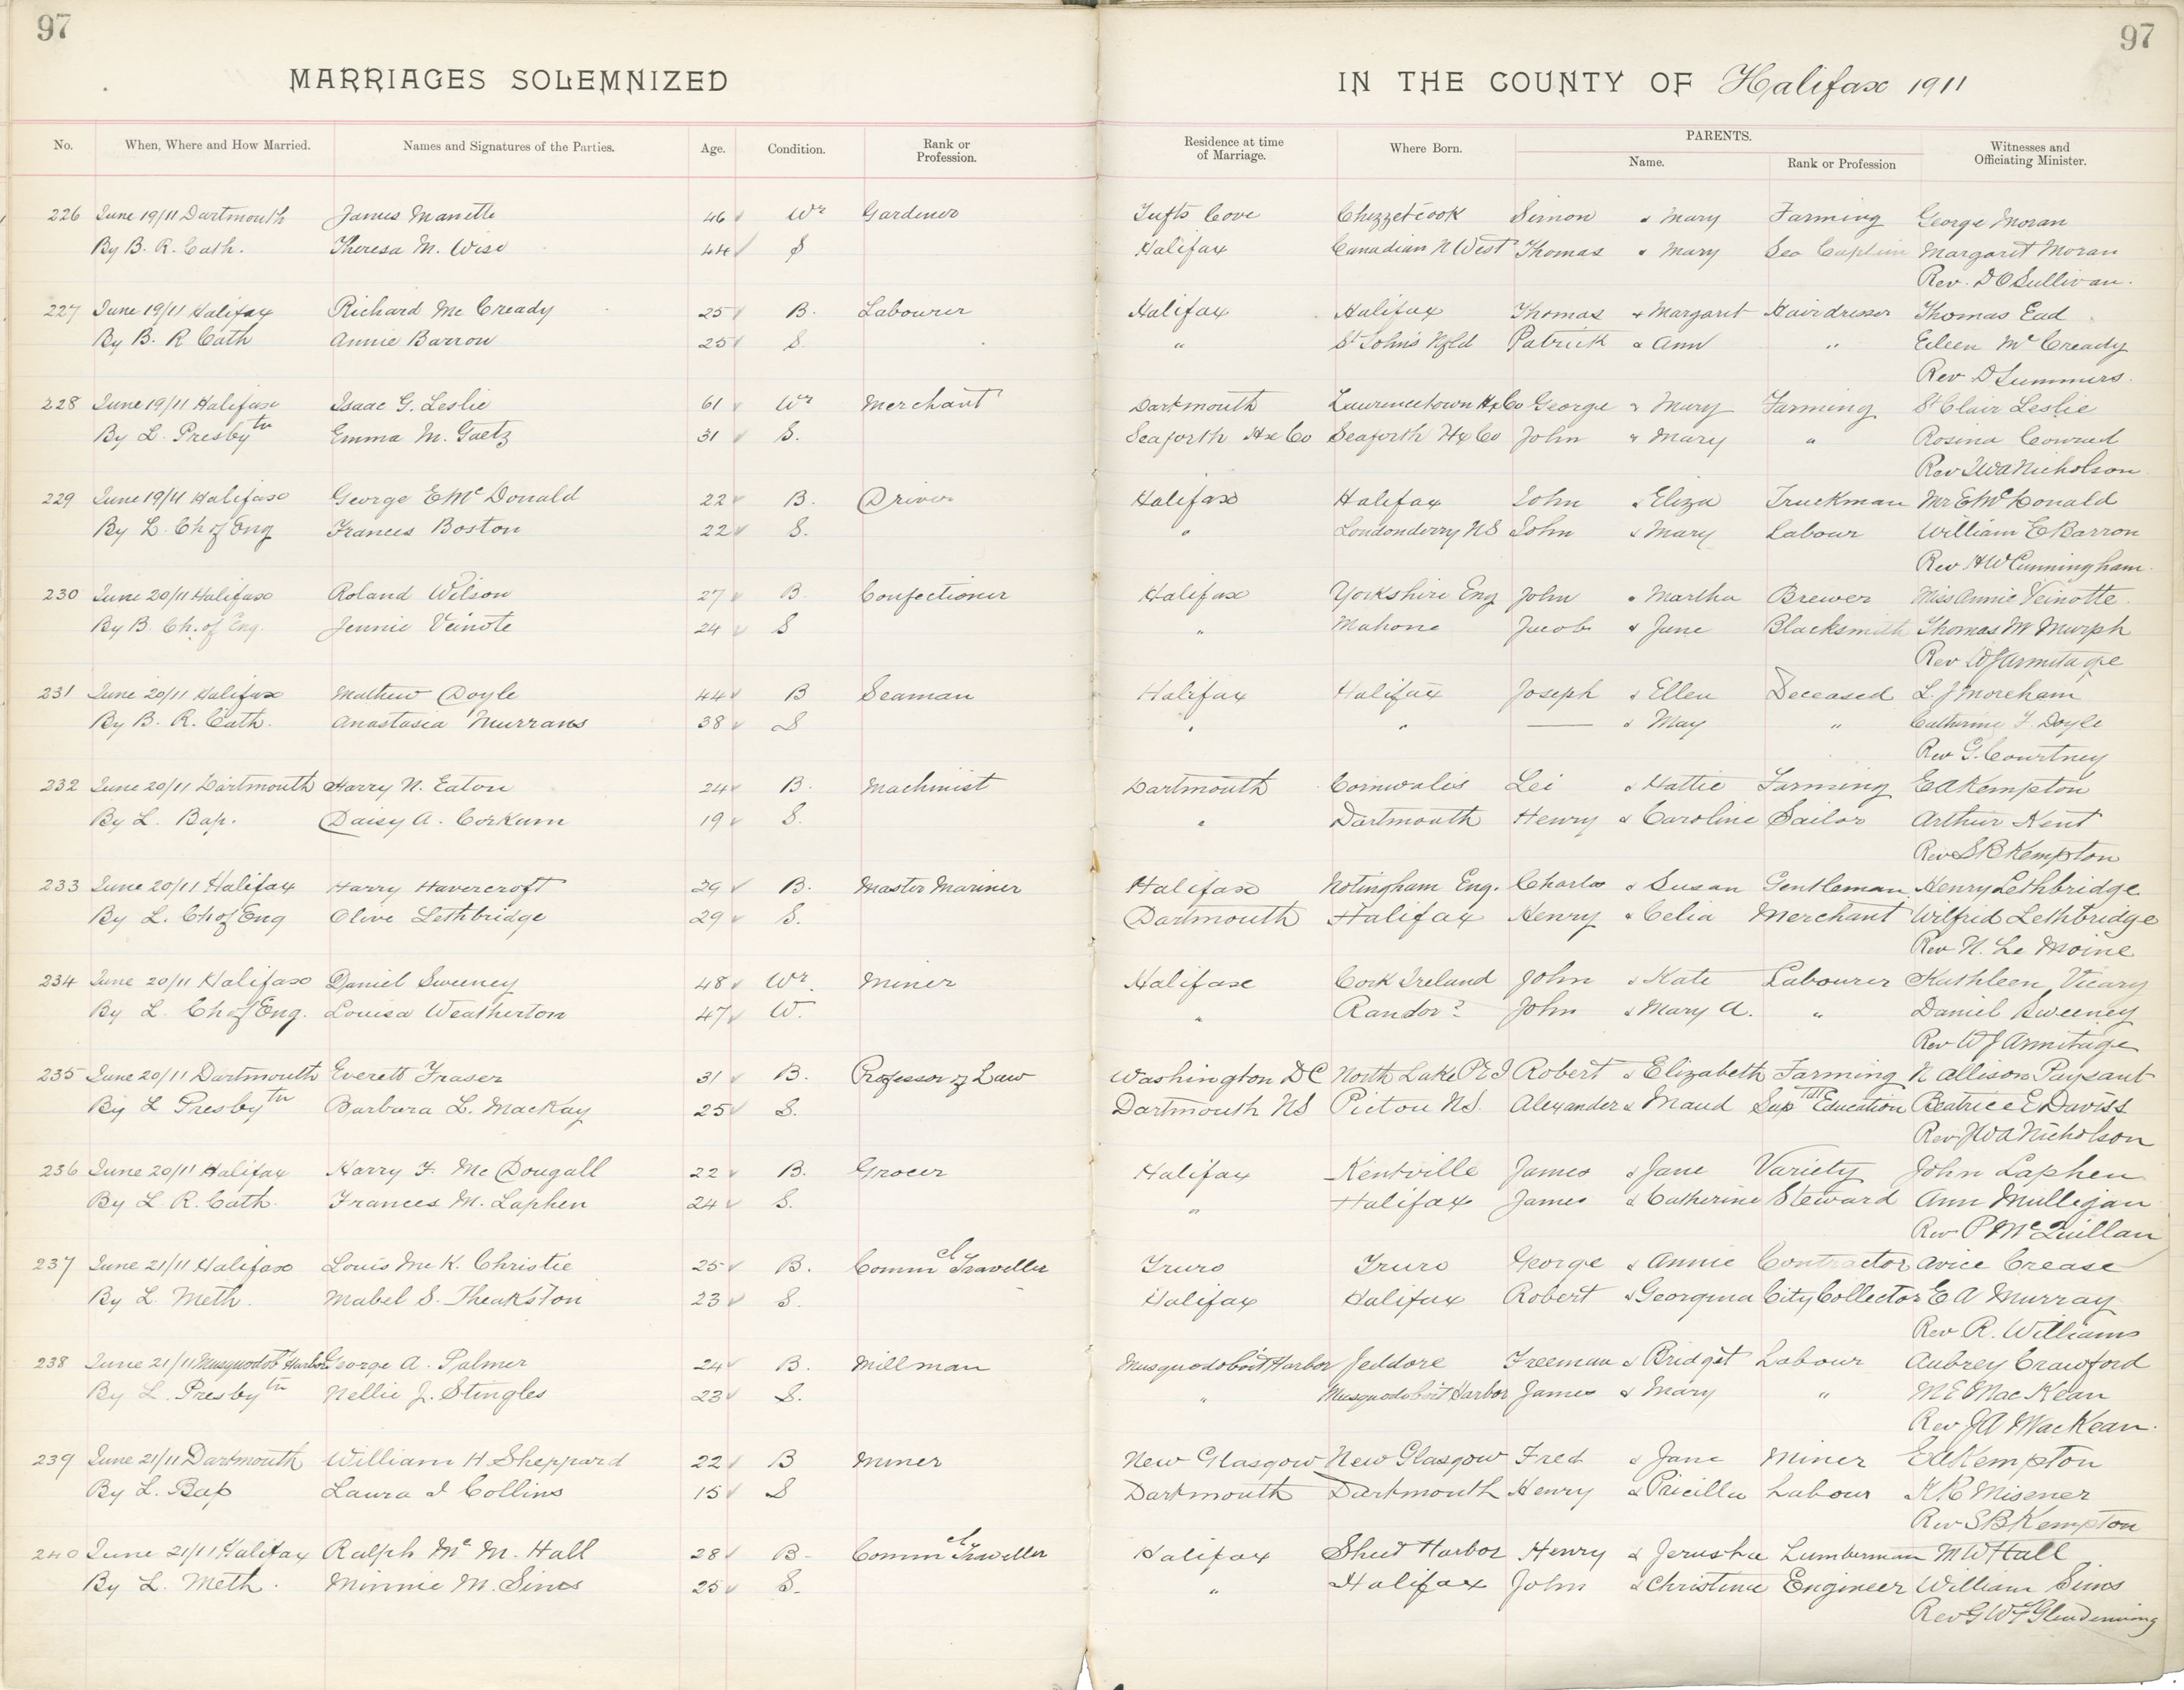 97
97
MARRIAGES SOLEMNIZED IN THE COUNTY OF Halifax 1911
No. When, Where and How Married. Names and Signatures of the Parties. Age. Condition. Rank or Profession. Residence at time of Marriage. Where Born. PARENTS. Name. Rank or Profession Witnesses and Officiating Minister.
226 June 19/11 Dartmouth James Manette 46 Wr Gardener Tufts Cove Chezzetcook Simon & Mary Farming George Moran
By B. R. Cath. Theresa M. Wise 44 S Halifax Canadian N West Thomas & Mary Sea Captain Margaret Moran
Rev. D O Sullivan.
227 June 19/11 Halifax Richard Mc Cready 25 B. Labourer Halifax Halifax Thomas & Margaret Hairdresser Thomas Ead
By B. R Cath Annie Barrow 25 S. " St Johns Nfld Patrick & Ann " Eileen Mc Cready
Rev D Summers.
228 June 19/11 Halifax Isaac G. Leslie 61 Wr Merchant Dartmouth Lawrencetown Hx Co George & Mary Farming St Clair Leslie
By L. Presbytn Emma M. Gaetz 31 S. Seaforth Hx Co Seaforth Hx Co John & Mary " Rosina Conrad
Rev J W A Nicholson
229 June 19/11 Halifax George E Mc Donald 22 B. Driver Halifax Halifax John & Eliza Truckman Mr E Mc Donald
By L. Ch of Eng Frances Boston 22 S. " Londonderry NS John & Mary Labour William E Barron
Rev H W Cunningham.
230 June 20/11 Halifax Roland Wilson 27 B. Confectioner Halifax Yorkshire Eng John & Martha Brewer Miss Annie Veinotte
By B. Ch. of Eng. Jennie Veinote 24 S " Mahone Jacob & Jane Blacksmith Thomas W Murph
Rev W J Armitage
231 June 20/11 Halifax Mathew Doyle 44 B Seaman Halifax Halifax Joseph & Ellen Deceased L. J Moreham
By B. R. Cath. Anastasia Murrans 38 S " " — & May " Catherine F. Doyle
Rev G. Courtney
232 June 20/11 Dartmouth Harry N. Eaton 24 B. Machinist Dartmouth Cornwalis Lei & Hattie Farming E A Kempton
By L. Bap. Daisy A. Corkum 19 S. " Dartmouth Henry & Caroline Sailor Arthur Kent
Rev S B Kempton
233 June 20/11 Halifax Harry Havercroft 29 B. Master Mariner Halifax Notingham Eng. Charles & Susan Gentleman Henry Lethbridge
By L. Ch of Eng Olive Lethbridge 29 S. Dartmouth Halifax Henry & Celia Merchant Wilfrid Lethbridge
Rev N. Le Moine
234 June 20/11 Halifax Daniel Sweeney 48 Wr. Miner Halifax Cork Ireland John & Kate Labourer Kathleen Vicary
By L. Ch of Eng. Louisa Weatherton 47 W. " Randor? John & Mary A. " Daniel Sweeney
Rev W J Armitage
235 June 20/11 Dartmouth Everett Fraser 31 B. Professor of Law Washington DC North Lake PEI Robert & Elizabeth Farming R Allison Paysant
By L Presbytn Barbara L. MacKay 25 S. Dartmouth NS Pictou NS. Alexander & Maud Supt Education Beatrice E Daviss
Rev J W A Nicholson
236 June 20/11 Halifax Harry F. Mc Dougall 22 B. Grocer Halifax Kentville James & Jane Variety John Laphen
By L R. Cath. Frances M. Laphen 24 S. " Halifax James & Catherine Steward Ann Mulligan
Rev P McQuillan
237 June 21/11 Halifax Louis Mc K. Christie 25 B. Commcl Traveller Truro Truro George & Annie Contractor Avice Crease
By L. Meth. Mabel S. Theakston 23 S. Halifax Halifax Robert & Georgina City Collector E A Murray
Rev R. Williams
238 June 21/11 Musquodobt Harbor George A. Palmer 24 B. Millman Musquodoboit Harbor Jeddore Freeman & Bridget Labour Aubrey Crawford
By L. Presbytn Nellie J. Stingles 23 S. " Musquodoboit Harbor James & Mary " M E MacKean
Rev J A MacKean.
239 June 21/11 Dartmouth William H Sheppard 22 B Miner New Glasgow New Glasgow Fred & Jane Miner E A Kempton
By L. Bap Laura I Collins 15 S Dartmouth Dartmouth Henry & Pricilla Labour K R Misener
Rev S B Kempton
240 June 21/11 Halifax Ralph Mc M. Hall 28 B. Commcl Traveller Halifax Sheet Harbor Henry & Jerusha Lumberman M W Hall
By L. Meth. Minnie M. Sims 25 S. " Halifax John & Christina Engineer William Sims
Rev G W F Glendenning